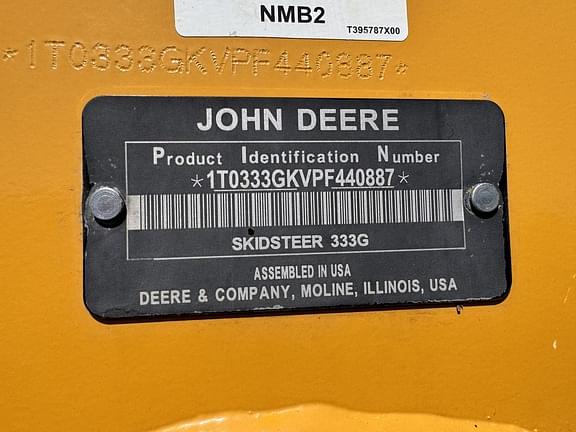 NMB2
T395787X00
*1T0333GKVPF440887*
JOHN DEERE
Product Identification Number
*1T0333GKVPF440887*
SKIDSTEER 333G
ASSEMBLED IN USA
DEERE & COMPANY, MOLINE, ILLINOIS, USA